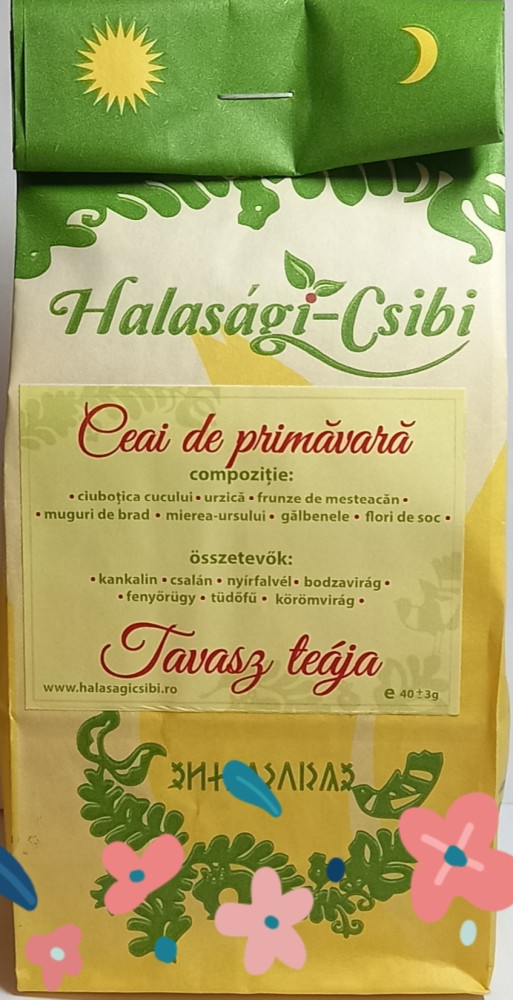 Halasági-Csibi
Ceai de primăvară
compoziție:
• ciuboțica cucului • urzică • frunze de mesteacăn •
• muguri de brad • mierea-ursului • gălbenele • flori de soc •
összetevők:
• kankalin • csalán • nyírfalvél • bodzavirág •
• fenyőrügy • tüdőfű • körömvirág •
Tavasz teája
www.halasagicsibi.ro
e 40±3g